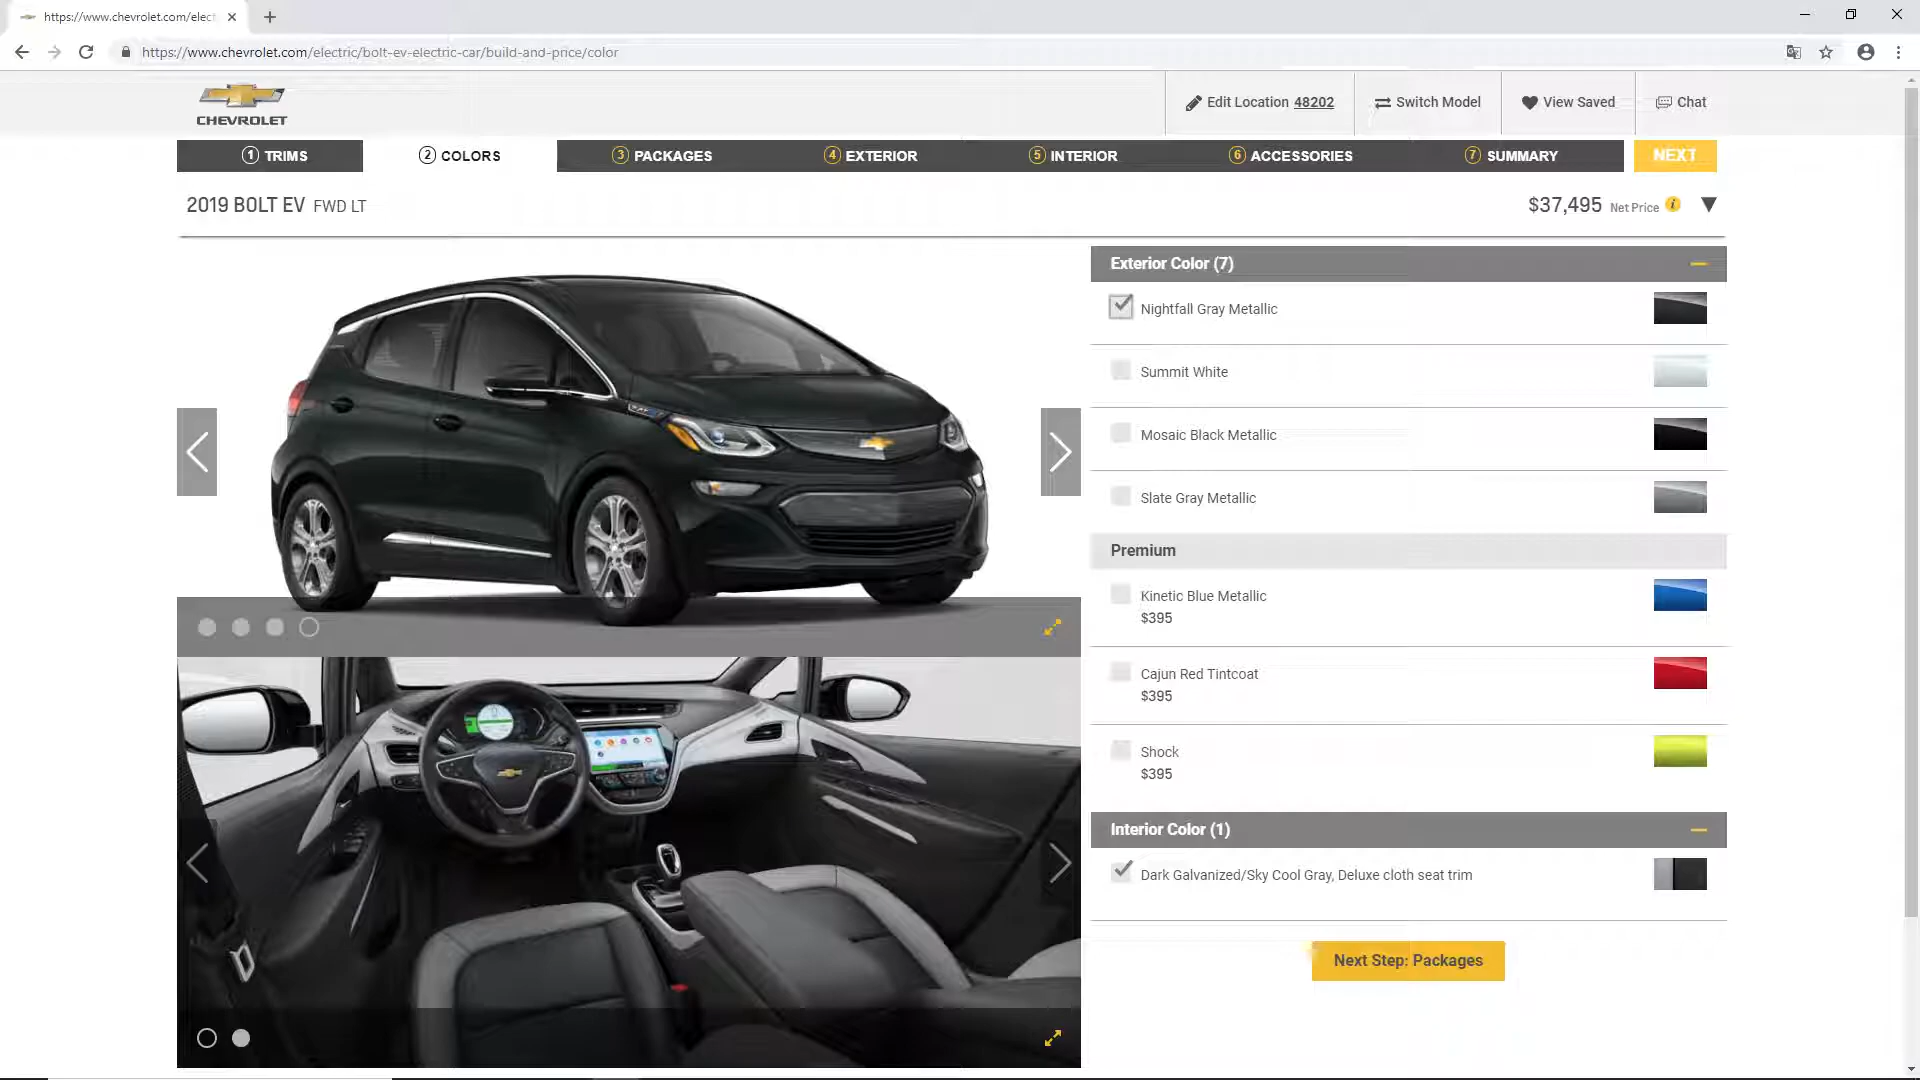 https://www.chevrolet.com/elect
https://www.chevrolet.com/electric/bolt-ev-electric-car/build-and-price/color
CHEVROLET
Edit Location 48202
Switch Model
View Saved
Chat
1 TRIMS
2 COLORS
3 PACKAGES
4 EXTERIOR
5 INTERIOR
6 ACCESSORIES
7 SUMMARY
NEXT
2019 BOLT EV FWD LT
$37,495 Net Price i
Exterior Color (7)
Nightfall Gray Metallic
Summit White
Mosaic Black Metallic
Slate Gray Metallic
Premium
Kinetic Blue Metallic
$395
Cajun Red Tintcoat
$395
Shock
$395
Interior Color (1)
Dark Galvanized/Sky Cool Gray, Deluxe cloth seat trim
Next Step: Packages